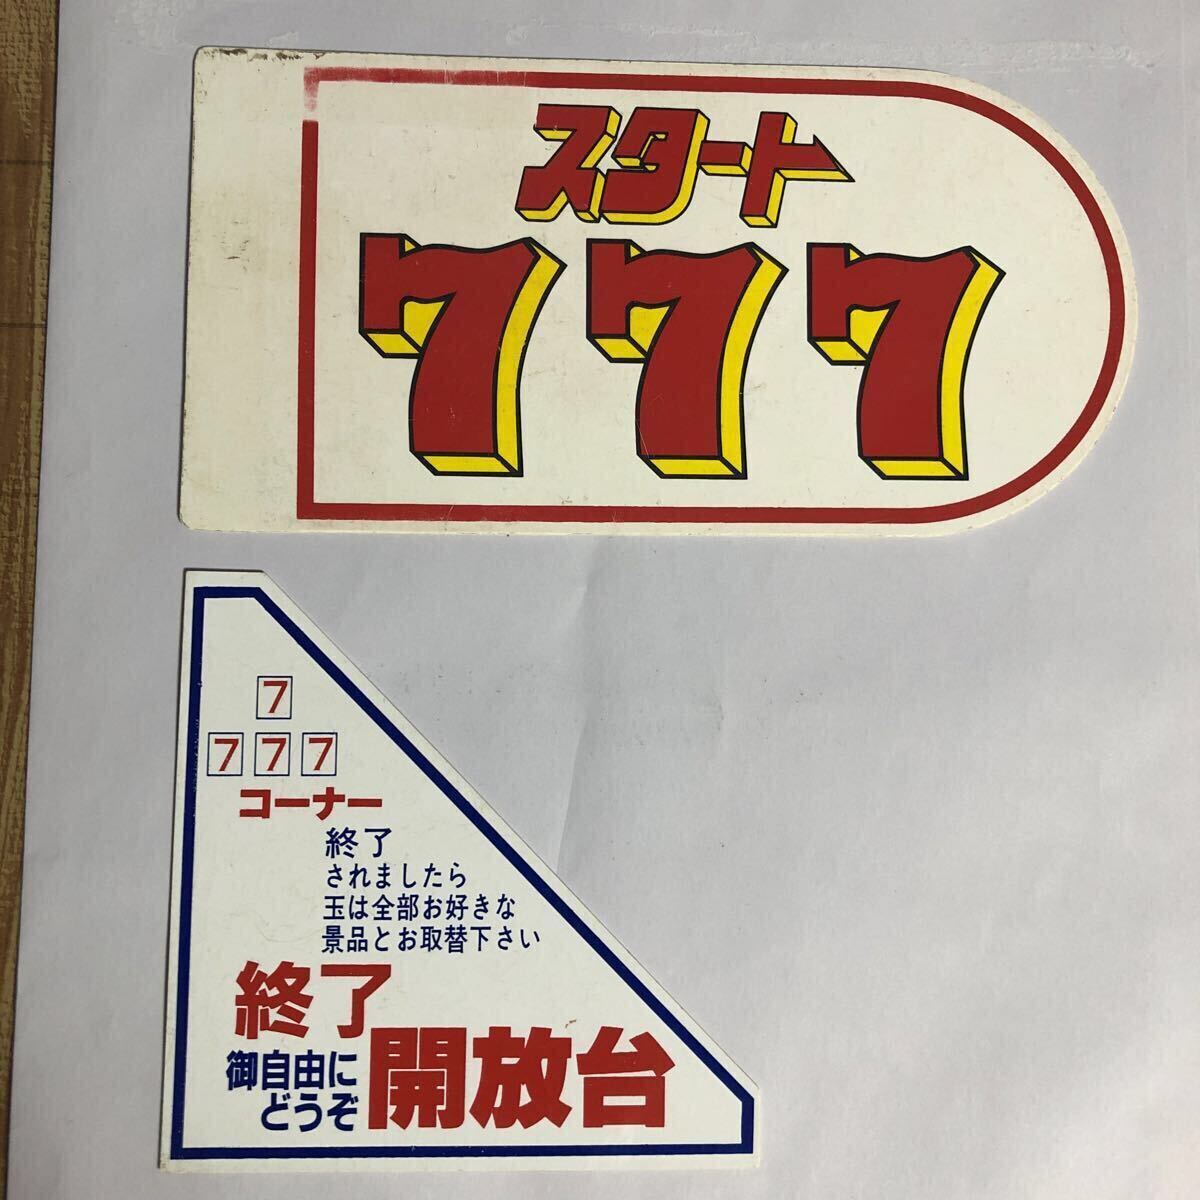 スタート
777
7
777
コーナー
終了
されましたら
玉は全部お好きな
景品とお取替下さい
終了
御自由に
どうぞ
開放台